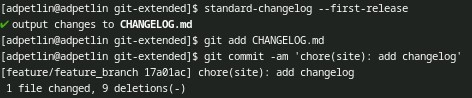 [adpetlin@adpetlin git-extended]$ standard-changelog --first-release
✔ output changes to CHANGELOG.md
[adpetlin@adpetlin git-extended]$ git add CHANGELOG.md
[adpetlin@adpetlin git-extended]$ git commit -am 'chore(site): add changelog'
[feature/feature_branch 17a01ac] chore(site): add changelog
1 file changed, 9 deletions(-)